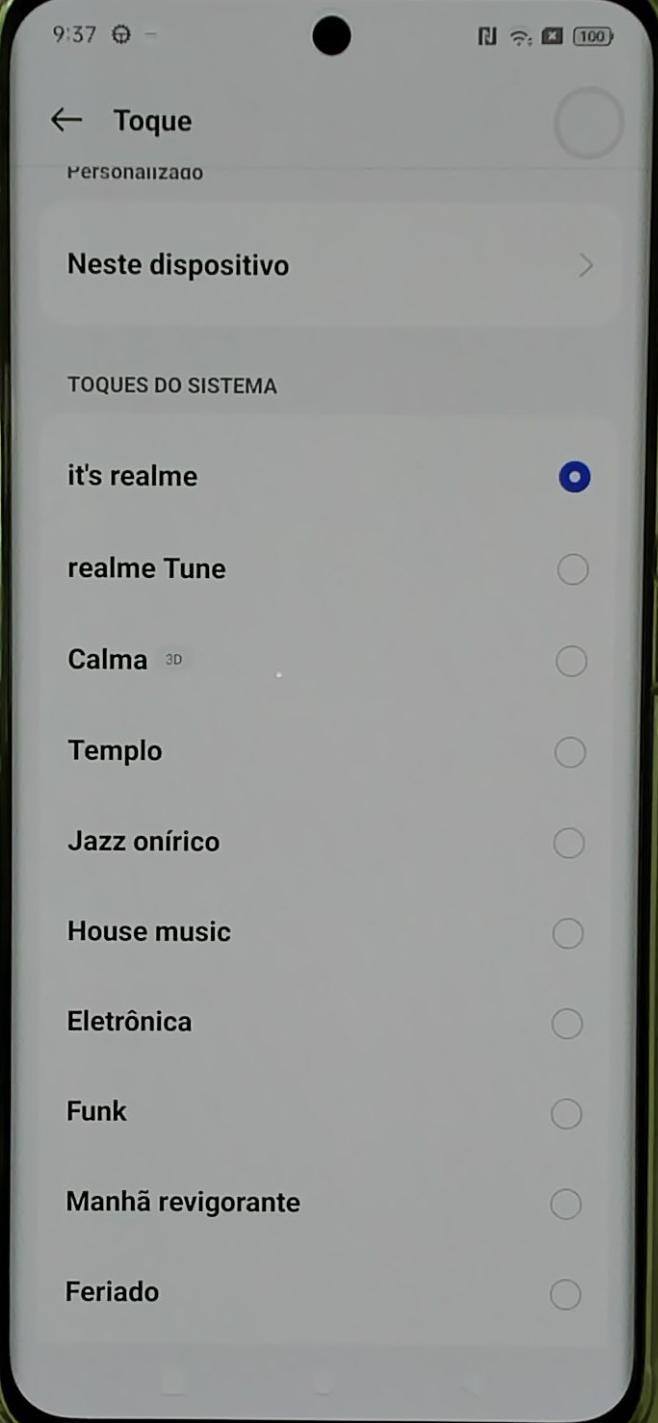 9:37
100
Toque
Personalizado
Neste dispositivo
TOQUES DO SISTEMA
it's realme
realme Tune
Calma 3D
Templo
Jazz onírico
House music
Eletrônica
Funk
Manhã revigorante
Feriado